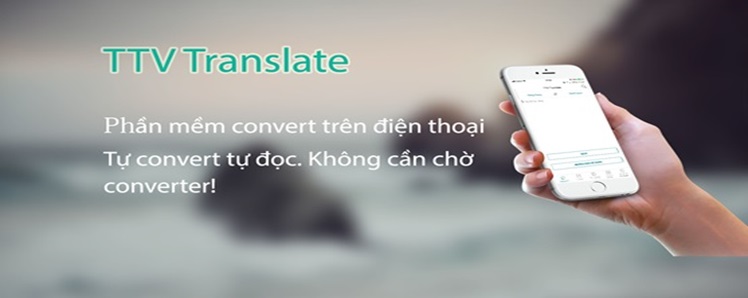 TTV Translate
Phần mềm convert trên điện thoại
Tự convert tự đọc. Không cần chờ
converter!